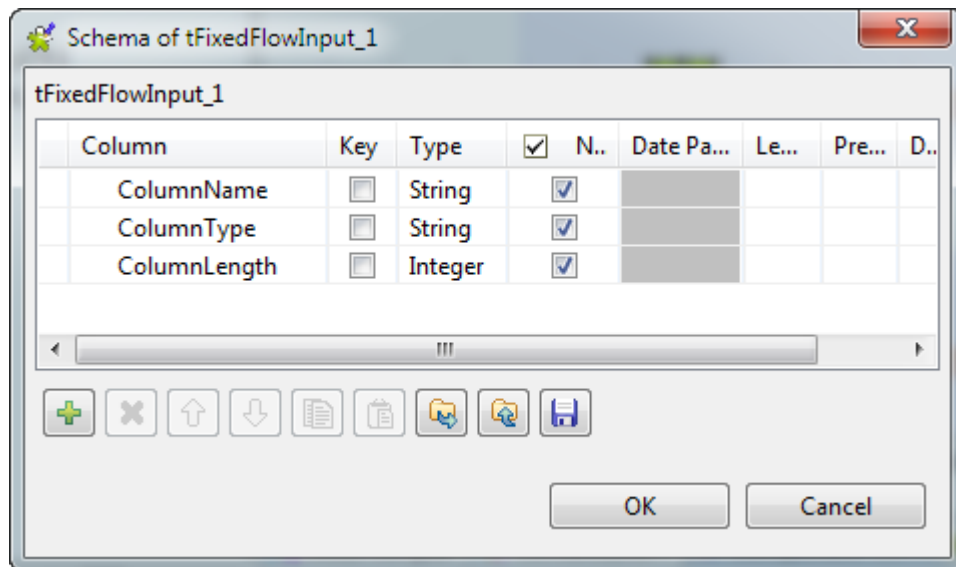 Schema of tFixedFlowInput_1
tFixedFlowInput_1
Column Key Type N.. Date Pa... Le... Pre... D..
ColumnName String
ColumnType String
ColumnLength Integer
OK Cancel